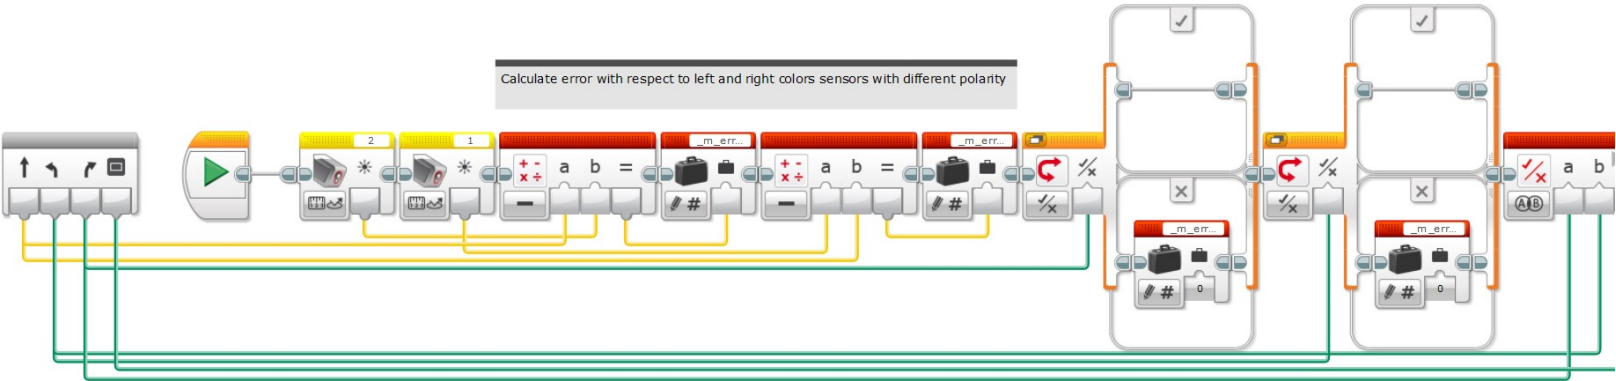 Calculate error with respect to left and right colors sensors with different polarity
2
1
_m_err...
_m_err...
a b =
a b =
a b
#
#
_m_err...
_m_err...
# 0
# 0
A B